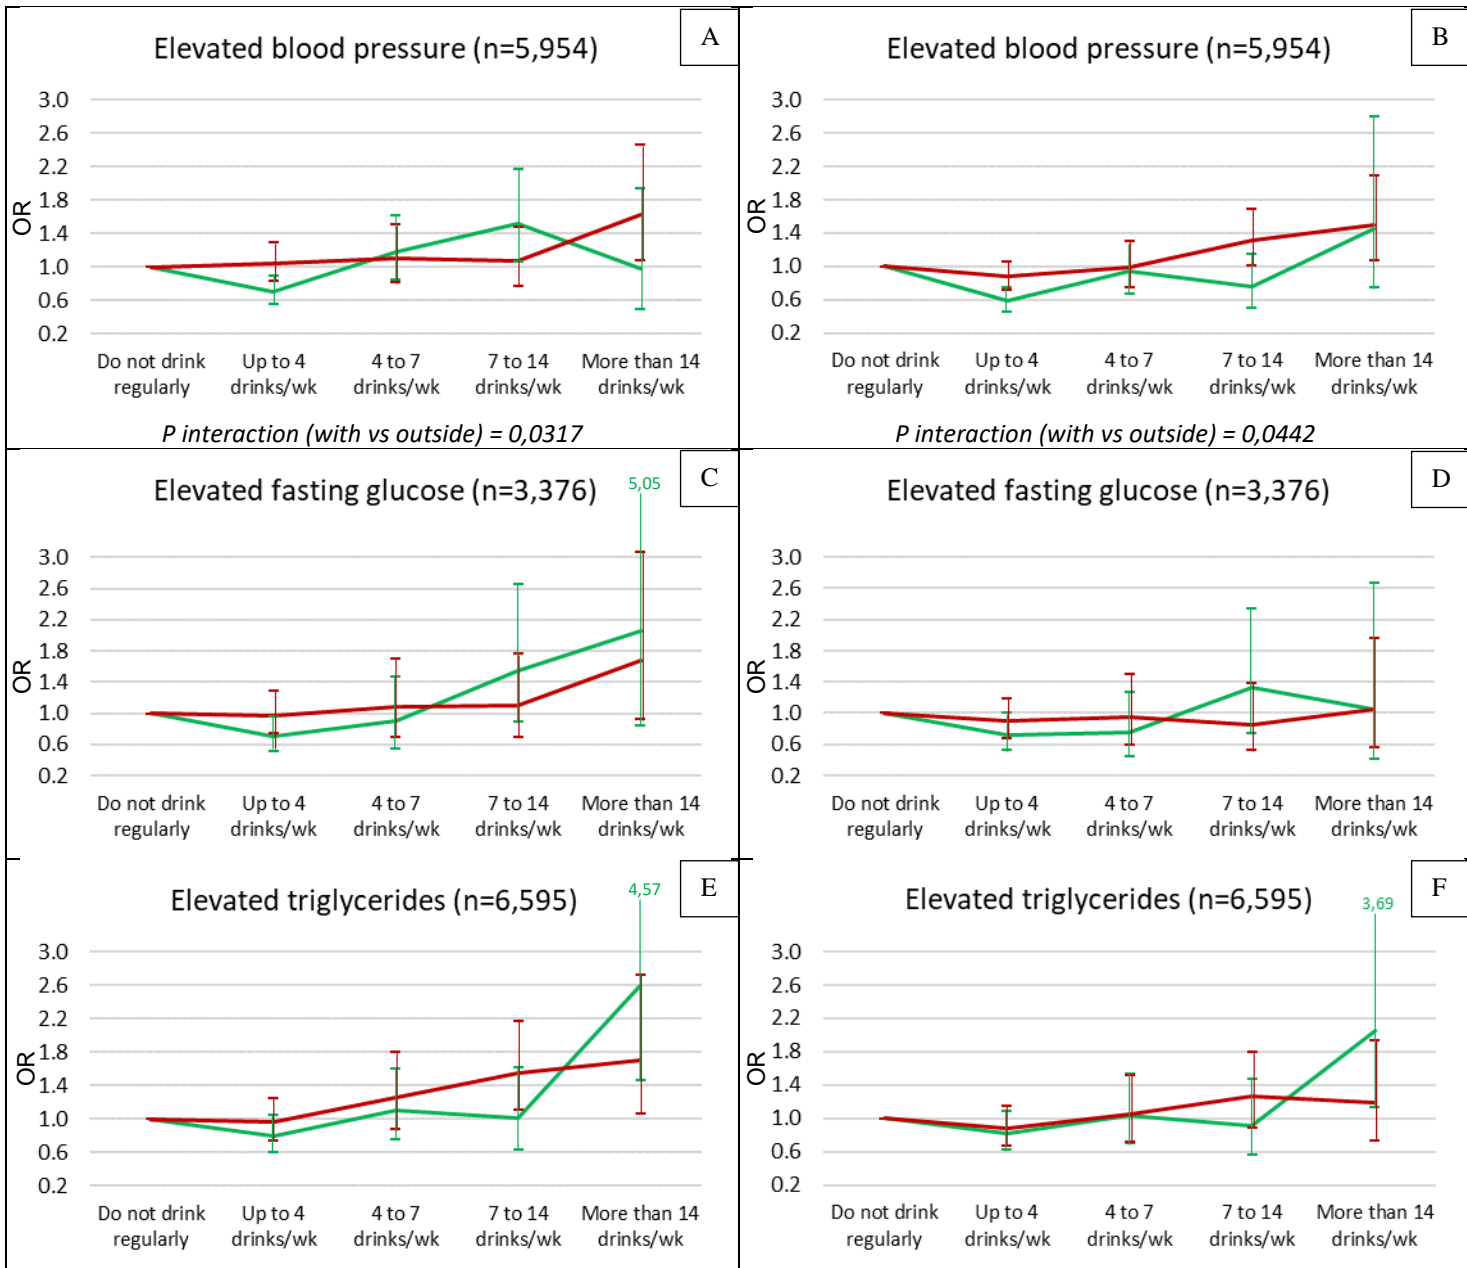 Elevated blood pressure (n=5,954)
A
3.0
2.6
2.2
1.8
1.4
1.0
0.6
0.2
OR
Do not drink regularly
Up to 4 drinks/wk
4 to 7 drinks/wk
7 to 14 drinks/wk
More than 14 drinks/wk
P interaction (with vs outside) = 0,0317
Elevated blood pressure (n=5,954)
B
3.0
2.6
2.2
1.8
1.4
1.0
0.6
0.2
OR
Do not drink regularly
Up to 4 drinks/wk
4 to 7 drinks/wk
7 to 14 drinks/wk
More than 14 drinks/wk
P interaction (with vs outside) = 0,0442
Elevated fasting glucose (n=3,376)
5,05
C
3.0
2.6
2.2
1.8
1.4
1.0
0.6
0.2
OR
Do not drink regularly
Up to 4 drinks/wk
4 to 7 drinks/wk
7 to 14 drinks/wk
More than 14 drinks/wk
Elevated fasting glucose (n=3,376)
D
3.0
2.6
2.2
1.8
1.4
1.0
0.6
0.2
OR
Do not drink regularly
Up to 4 drinks/wk
4 to 7 drinks/wk
7 to 14 drinks/wk
More than 14 drinks/wk
Elevated triglycerides (n=6,595)
4,57
E
3.0
2.6
2.2
1.8
1.4
1.0
0.6
0.2
OR
Do not drink regularly
Up to 4 drinks/wk
4 to 7 drinks/wk
7 to 14 drinks/wk
More than 14 drinks/wk
Elevated triglycerides (n=6,595)
3,69
F
3.0
2.6
2.2
1.8
1.4
1.0
0.6
0.2
OR
Do not drink regularly
Up to 4 drinks/wk
4 to 7 drinks/wk
7 to 14 drinks/wk
More than 14 drinks/wk